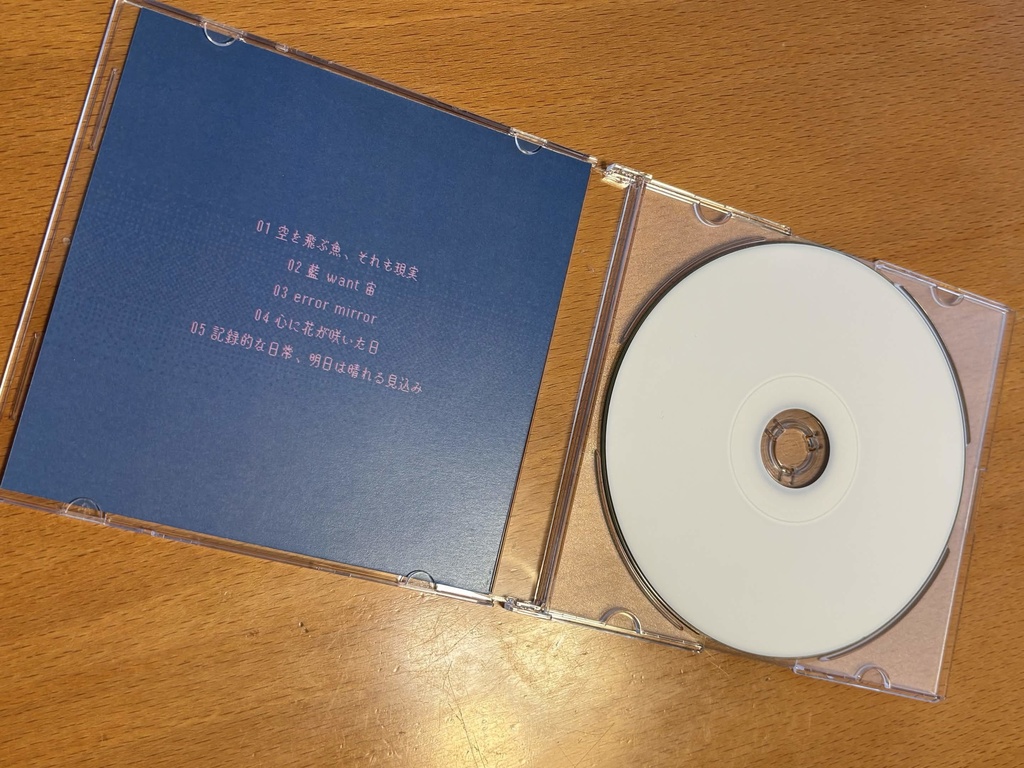 01 空を飛ぶ魚、それも現実
02 藍 want 宙
03 error mirror
04 心に花が咲いた日
05 記録的な日常、明日は晴れる見込み